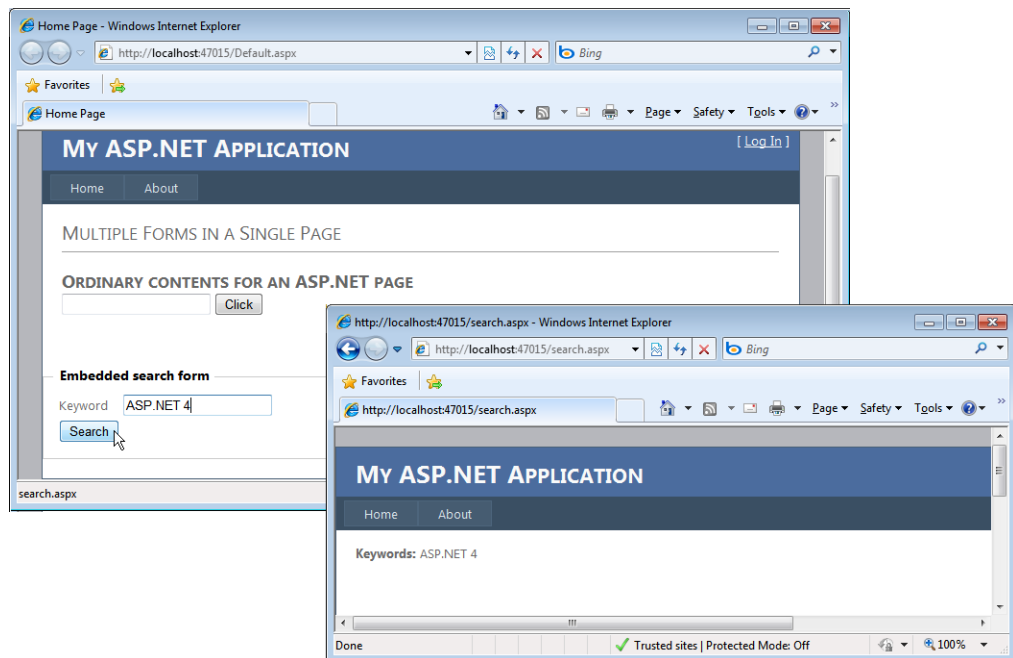 Home Page - Windows Internet Explorer
http://localhost:47015/Default.aspx
Bing
Favorites
Home Page
Page Safety Tools
»
MY ASP.NET APPLICATION
[ Log In ]
Home About
MULTIPLE FORMS IN A SINGLE PAGE
ORDINARY CONTENTS FOR AN ASP.NET PAGE
Click
Embedded search form
Keyword ASP.NET 4
Search
search.aspx
http://localhost:47015/search.aspx - Windows Internet Explorer
http://localhost:47015/search.aspx
Bing
Favorites
http://localhost:47015/search.aspx
Page Safety Tools
»
MY ASP.NET APPLICATION
Home About
Keywords: ASP.NET 4
Done
Trusted sites | Protected Mode: Off
100%